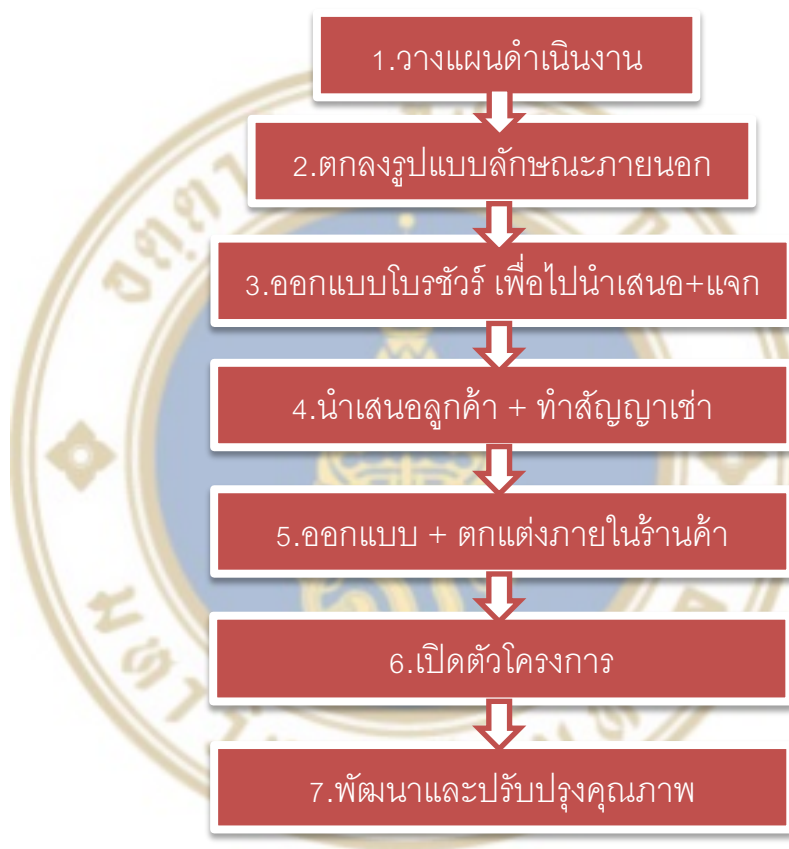 1.วางแผนดำเนินงาน
2.ตกลงรูปแบบลักษณะภายนอก
3.ออกแบบโบรชัวร์ เพื่อไปนำเสนอ+แจก
4.นำเสนอลูกค้า + ทำสัญญาเช่า
5.ออกแบบ + ตกแต่งภายในร้านค้า
6.เปิดตัวโครงการ
7.พัฒนาและปรับปรุงคุณภาพ